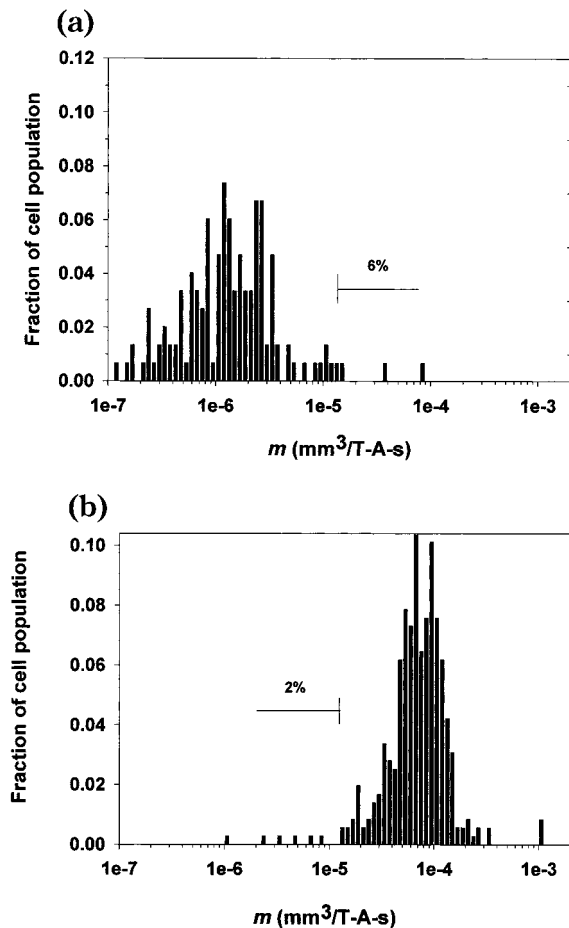 (a)
Fraction of cell population
0.12
0.10
0.08
0.06
0.04
0.02
0.00
6%
1e-7 1e-6 1e-5 1e-4 1e-3
m (mm³/T-A-s)
(b)
Fraction of cell population
0.10
0.08
0.06
0.04
0.02
0.00
2%
1e-7 1e-6 1e-5 1e-4 1e-3
m (mm³/T-A-s)